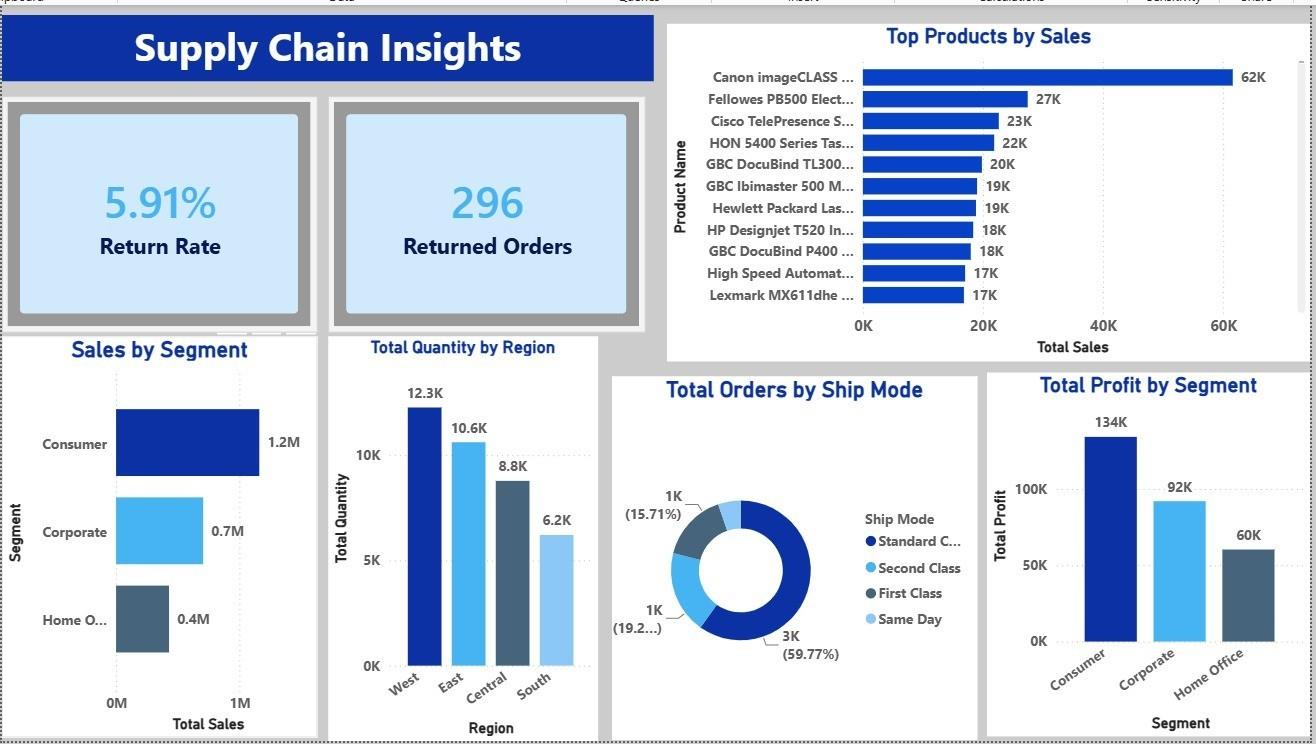 Supply Chain Insights
5.91%
Return Rate
296
Returned Orders
Top Products by Sales
Product Name
Canon imageCLASS ... 62K
Fellowes PB500 Elect... 27K
Cisco TelePresence S... 23K
HON 5400 Series Tas... 22K
GBC DocuBind TL300... 20K
GBC Ibimaster 500 M... 19K
Hewlett Packard Las... 19K
HP Designjet T520 In... 18K
GBC DocuBind P400 ... 18K
High Speed Automat... 17K
Lexmark MX611dhe ... 17K
0K 20K 40K 60K
Total Sales
Sales by Segment
Segment
Consumer 1.2M
Corporate 0.7M
Home O... 0.4M
0M 1M
Total Sales
Total Quantity by Region
Total Quantity
12.3K
10.6K
8.8K
6.2K
10K
5K
0K
West East Central South
Region
Total Orders by Ship Mode
1K
(15.71%)
1K
(19.2...)
3K
(59.77%)
Ship Mode
Standard C...
Second Class
First Class
Same Day
Total Profit by Segment
Total Profit
134K
92K
60K
100K
50K
0K
Consumer Corporate Home Office
Segment